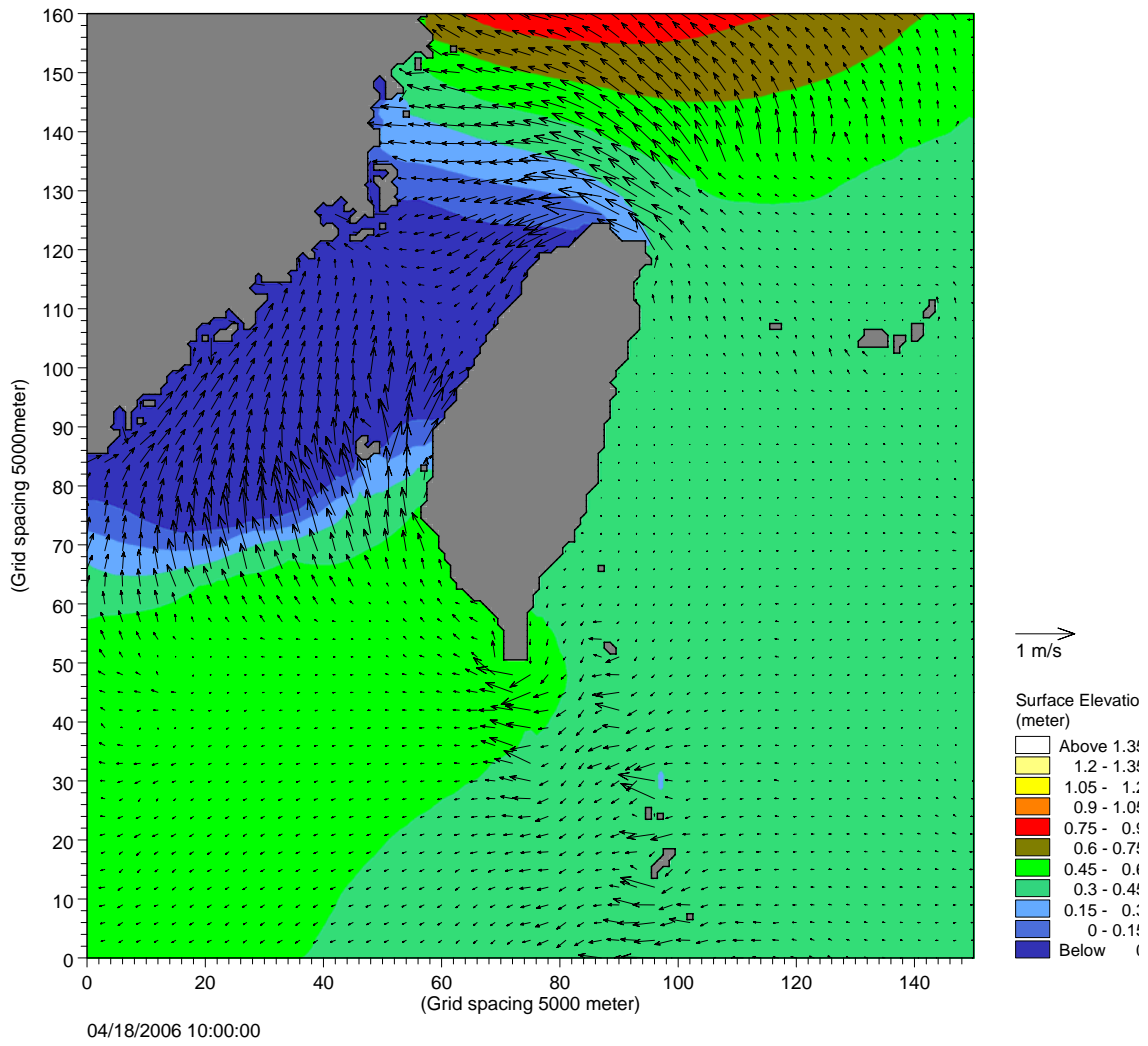 160
150
140
130
120
110
100
90
80
70
60
50
40
30
20
10
0
(Grid spacing 5000meter)
0 20 40 60 80 100 120 140
(Grid spacing 5000 meter)
04/18/2006 10:00:00
1 m/s
Surface Elevatio
(meter)
Above 1.35
1.2 - 1.35
1.05 - 1.2
0.9 - 1.05
0.75 - 0.9
0.6 - 0.75
0.45 - 0.6
0.3 - 0.45
0.15 - 0.3
0 - 0.15
Below 0